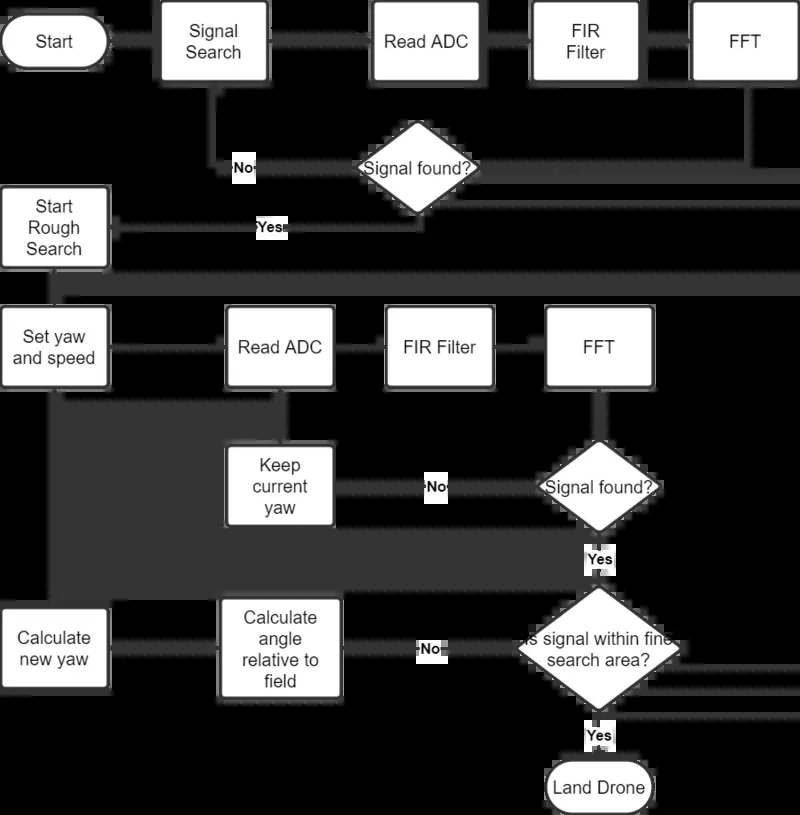 Start
Signal
Search
Read ADC
FIR
Filter
FFT
No
Signal found?
Start
Rough
Search
Yes
Set yaw
and speed
Read ADC
FIR Filter
FFT
Keep
current
yaw
No
Signal found?
Yes
Calculate
new yaw
Calculate
angle
relative to
field
No
Is signal within fine
search area?
Yes
Land Drone